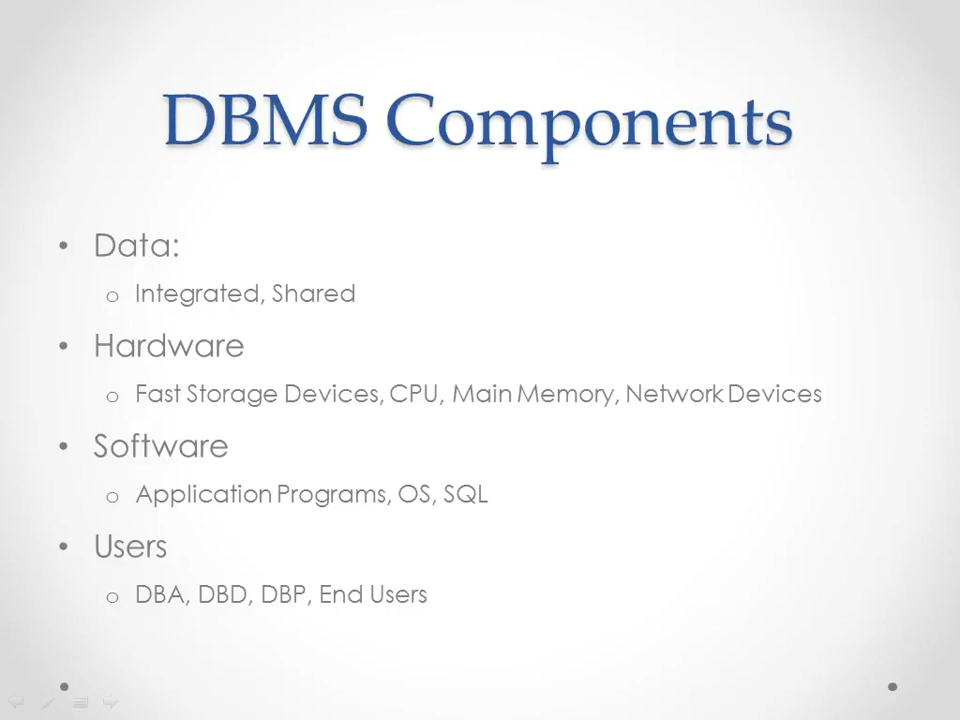 DBMS Components
• Data:
o Integrated, Shared
• Hardware
o Fast Storage Devices, CPU, Main Memory, Network Devices
• Software
o Application Programs, OS, SQL
• Users
o DBA, DBD, DBP, End Users